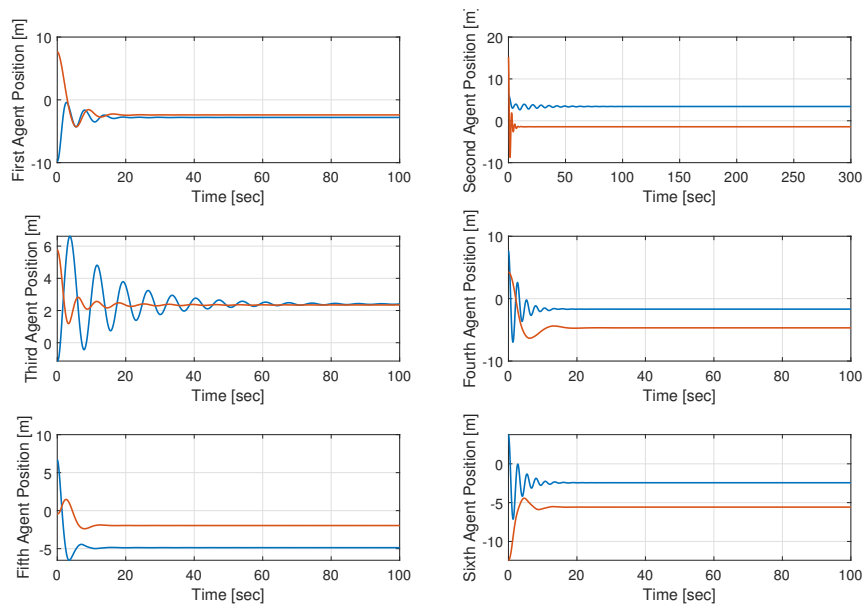 First Agent Position [m]
10
0
-10
0 20 40 60 80 100
Time [sec]
Second Agent Position [m]
20
10
0
-10
0 50 100 150 200 250 300
Time [sec]
Third Agent Position [m]
6
4
2
0
0 20 40 60 80 100
Time [sec]
Fourth Agent Position [m]
10
0
-10
0 20 40 60 80 100
Time [sec]
Fifth Agent Position [m]
10
5
0
-5
0 20 40 60 80 100
Time [sec]
Sixth Agent Position [m]
0
-5
-10
0 20 40 60 80 100
Time [sec]